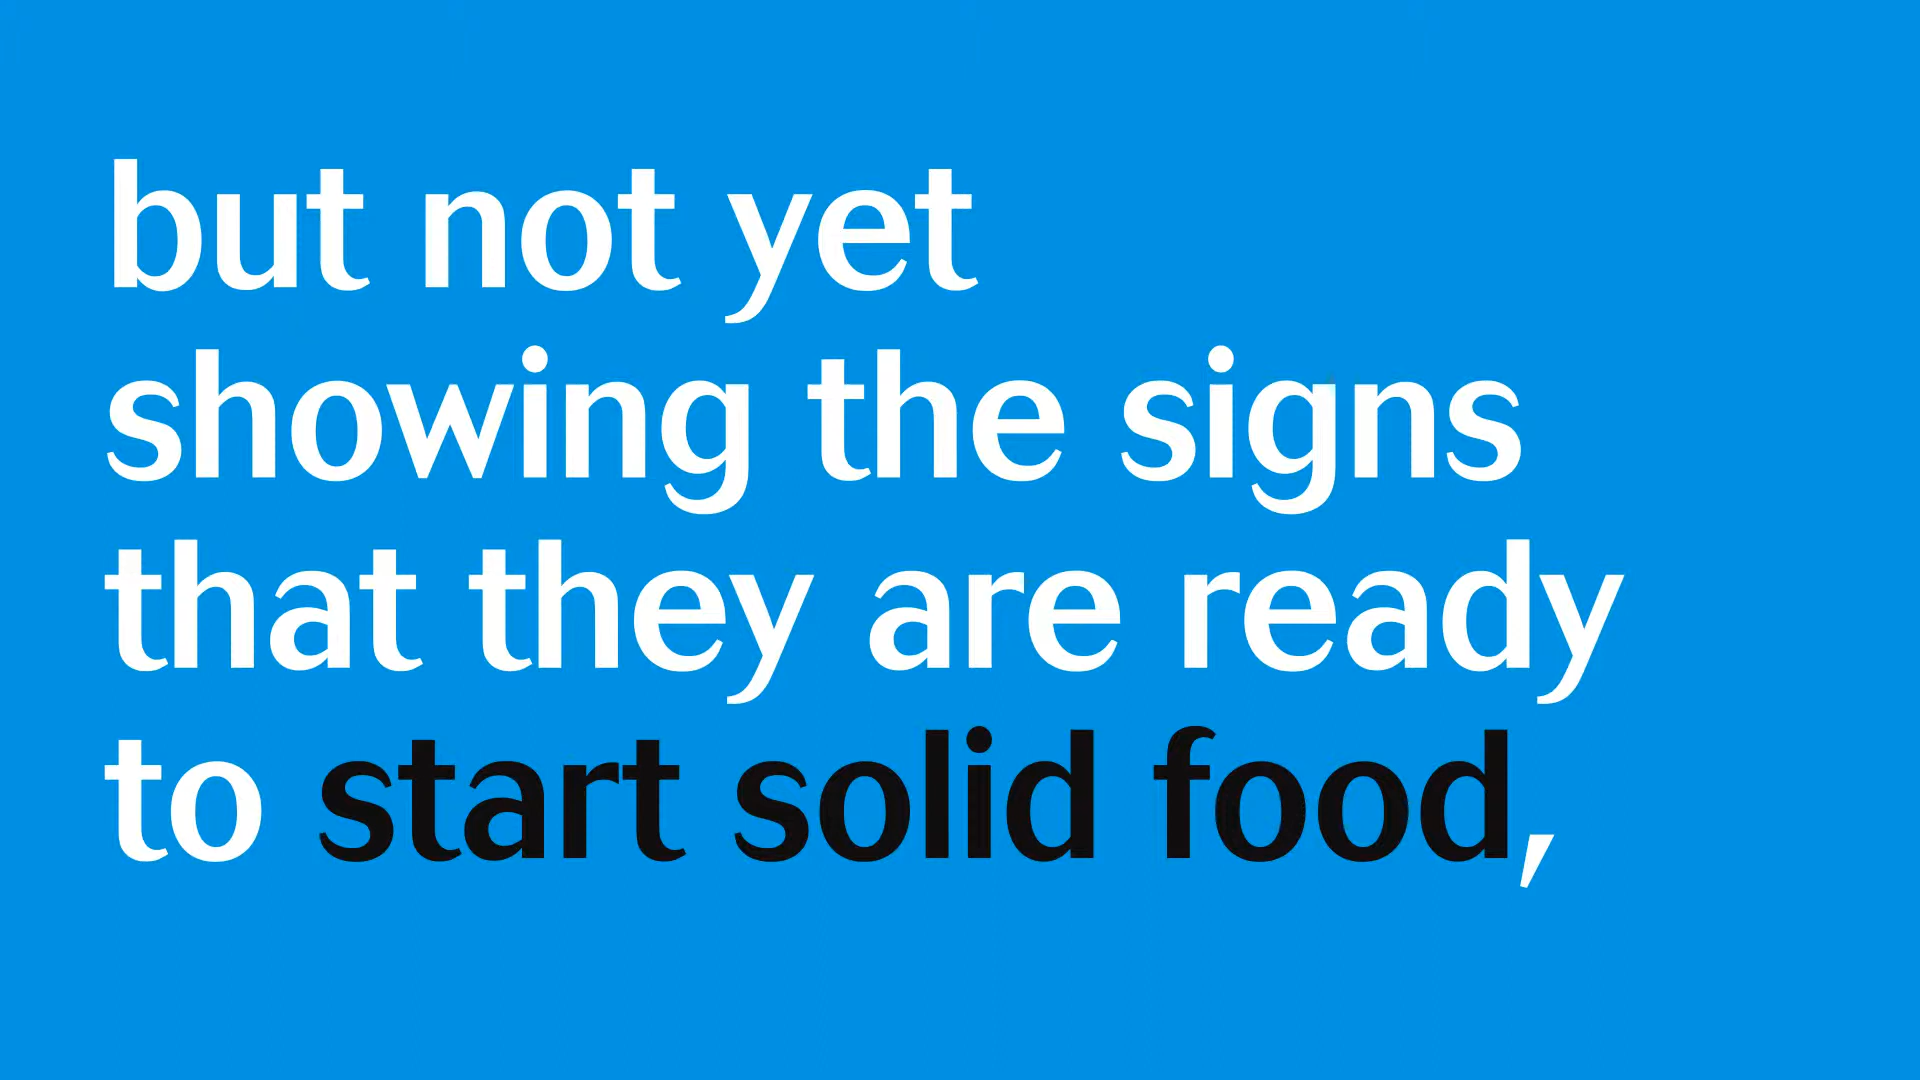 but not yet
showing the signs
that they are ready
to start solid food,